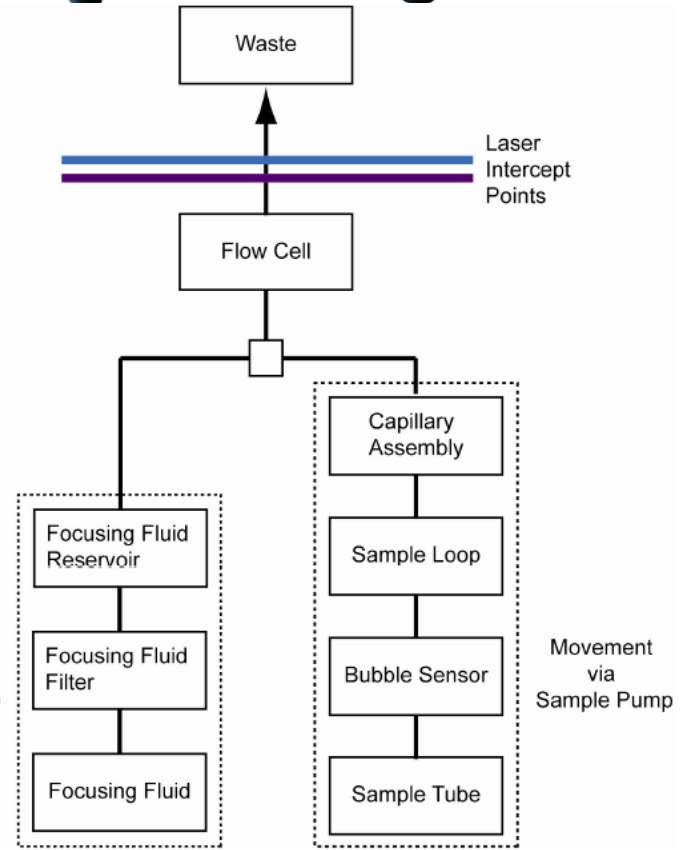 Waste
Laser
Intercept
Points
Flow Cell
Capillary
Assembly
Focusing Fluid
Reservoir
Sample Loop
Focusing Fluid
Filter
Bubble Sensor
Movement
via
Sample Pump
Focusing Fluid
Sample Tube